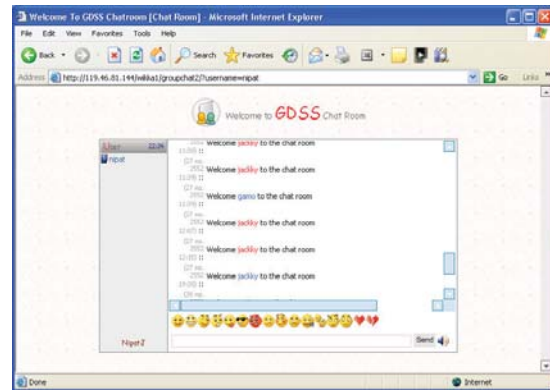 Welcome To GDSS Chatroom [Chat Room] - Microsoft Internet Explorer
File Edit View Favorites Tools Help
Back Search Favorites
Address http://119.46.81.144/wikka1/groupchat2/?username=nipat Go Links
Welcome to GDSS Chat Room
User 22:24
nipat
Welcome jackky to the chat room
Welcome jackky to the chat room
Welcome gamo to the chat room
Welcome jackky to the chat room
Welcome jackky to the chat room
Welcome jackky to the chat room
Nipat Send
Done Internet